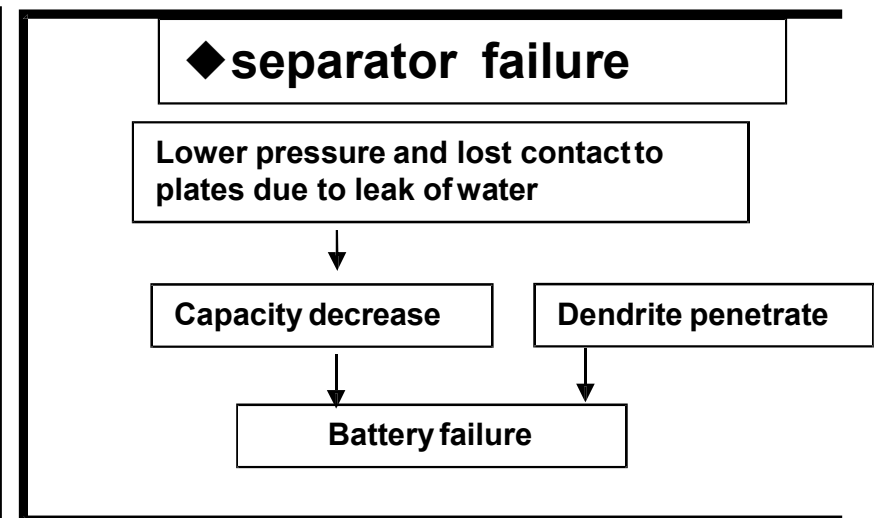 ◆separator failure
Lower pressure and lost contact to
plates due to leak of water
Capacity decrease
Dendrite penetrate
Battery failure